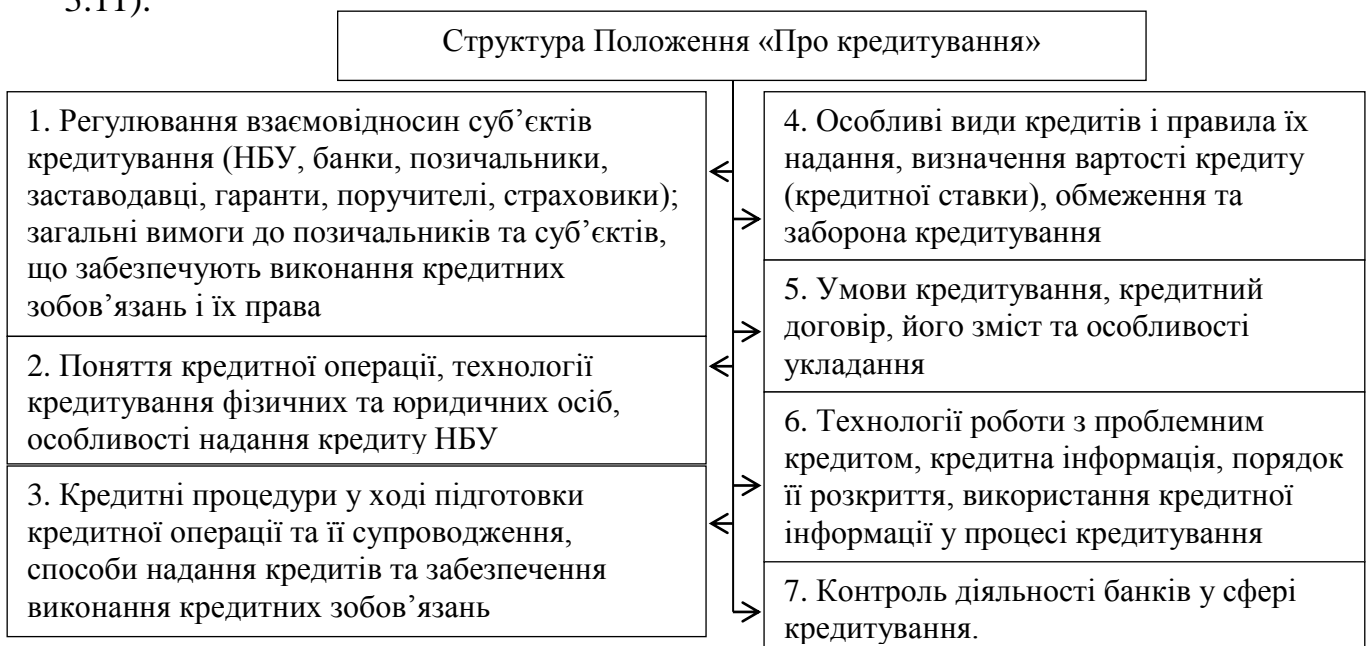 3.11).
Структура Положення «Про кредитування»
1. Регулювання взаємовідносин суб’єктів
кредитування (НБУ, банки, позичальники,
заставодавці, гаранти, поручителі, страховики);
загальні вимоги до позичальників та суб’єктів,
що забезпечують виконання кредитних
зобов’язань і їх права
2. Поняття кредитної операції, технології
кредитування фізичних та юридичних осіб,
особливості надання кредиту НБУ
3. Кредитні процедури у ході підготовки
кредитної операції та її супроводження,
способи надання кредитів та забезпечення
виконання кредитних зобов’язань
4. Особливі види кредитів і правила їх
надання, визначення вартості кредиту
(кредитної ставки), обмеження та
заборона кредитування
5. Умови кредитування, кредитний
договір, його зміст та особливості
укладання
6. Технології роботи з проблемним
кредитом, кредитна інформація, порядок
її розкриття, використання кредитної
інформації у процесі кредитування
7. Контроль діяльності банків у сфері
кредитування.